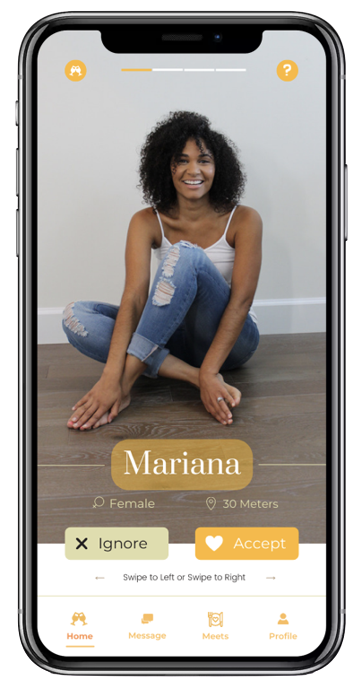 ?
Mariana
Female 30 Meters
Ignore Accept
Swipe to Left or Swipe to Right
Home Message Meets Profile